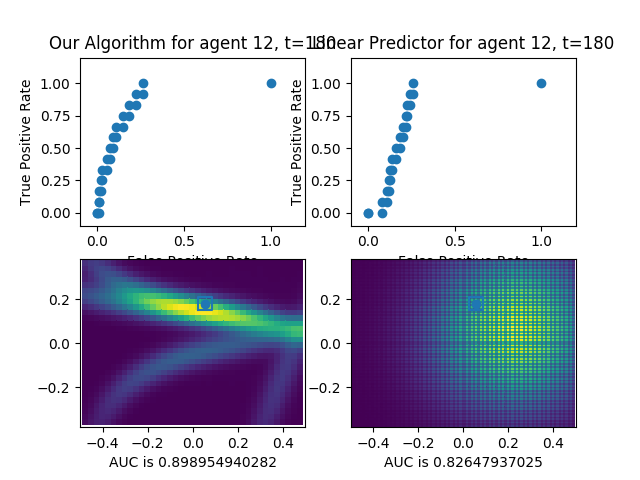 Our Algorithm for agent 12, t=180
Linear Predictor for agent 12, t=180
True Positive Rate
1.00
0.75
0.50
0.25
0.00
0.0 0.5 1.0
False Positive Rate
True Positive Rate
1.00
0.75
0.50
0.25
0.00
0.0 0.5 1.0
False Positive Rate
0.2
0.0
−0.2
−0.4 −0.2 0.0 0.2 0.4
AUC is 0.898954940282
0.2
0.0
−0.2
−0.4 −0.2 0.0 0.2 0.4
AUC is 0.82647937025